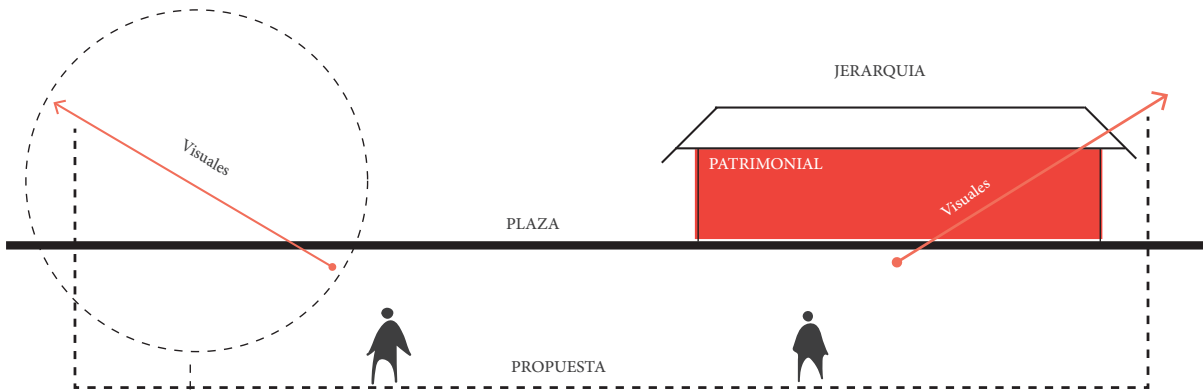 JERARQUIA
Visuales
PATRIMONIAL
Visuales
PLAZA
PROPUESTA